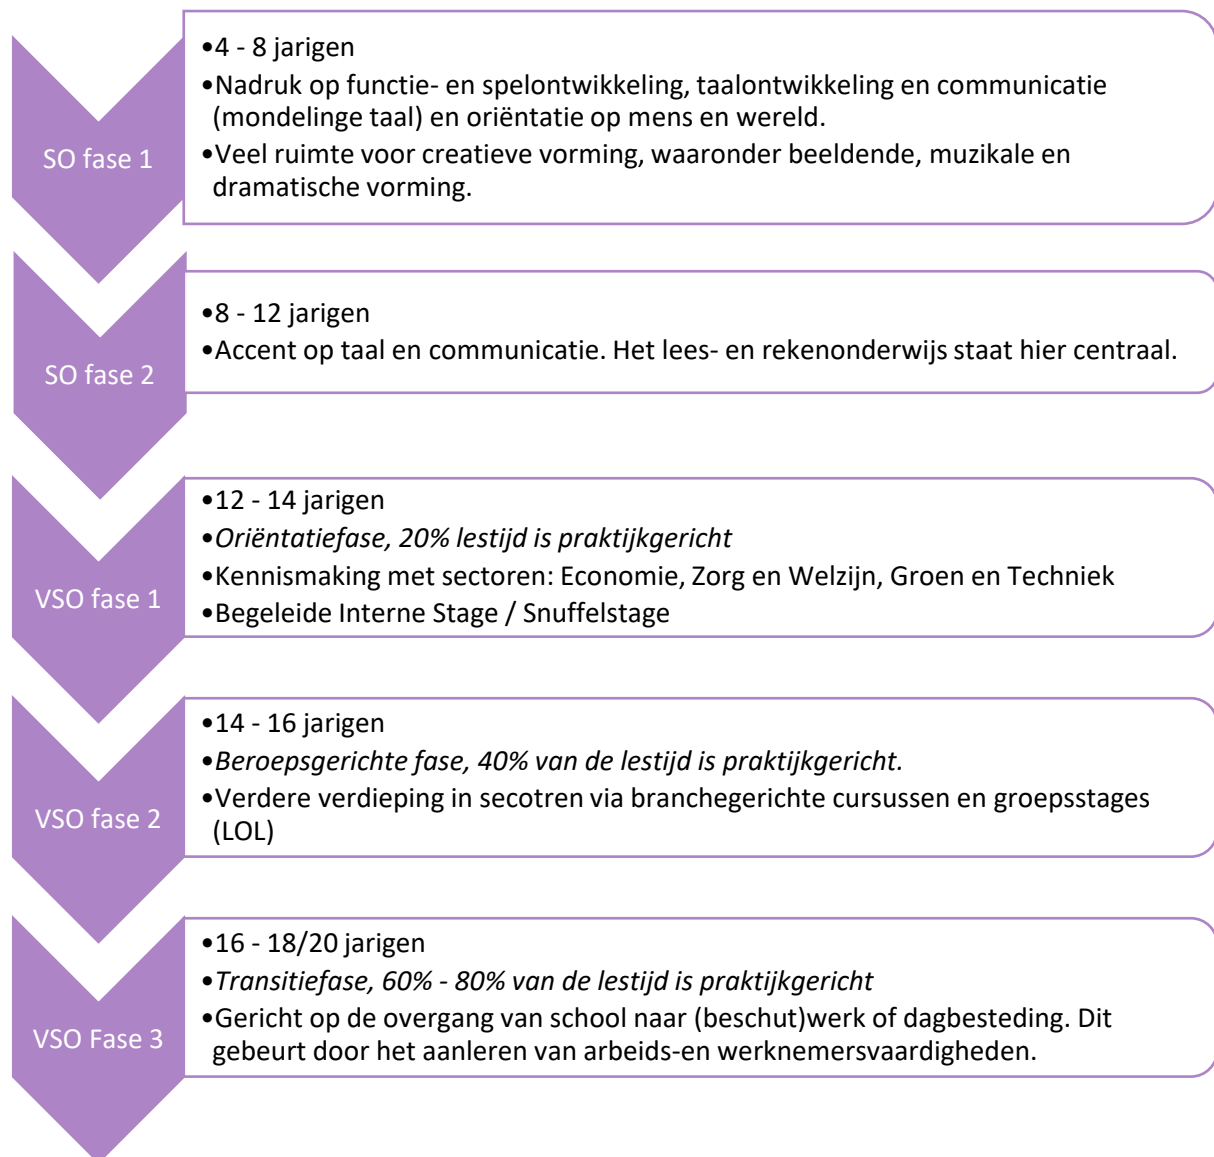 SO fase 1
•4 - 8 jarigen
•Nadruk op functie- en spelontwikkeling, taalontwikkeling en communicatie
(mondelinge taal) en oriëntatie op mens en wereld.
•Veel ruimte voor creatieve vorming, waaronder beeldende, muzikale en
dramatische vorming.
SO fase 2
•8 - 12 jarigen
•Accent op taal en communicatie. Het lees- en rekenonderwijs staat hier centraal.
VSO fase 1
•12 - 14 jarigen
•Oriëntatiefase, 20% lestijd is praktijkgericht
•Kennismaking met sectoren: Economie, Zorg en Welzijn, Groen en Techniek
•Begeleide Interne Stage / Snuffelstage
VSO fase 2
•14 - 16 jarigen
•Beroepsgerichte fase, 40% van de lestijd is praktijkgericht.
•Verdere verdieping in secotren via branchegerichte cursussen en groepsstages
(LOL)
VSO Fase 3
•16 - 18/20 jarigen
•Transitiefase, 60% - 80% van de lestijd is praktijkgericht
•Gericht op de overgang van school naar (beschut)werk of dagbesteding. Dit
gebeurt door het aanleren van arbeids-en werknemersvaardigheden.